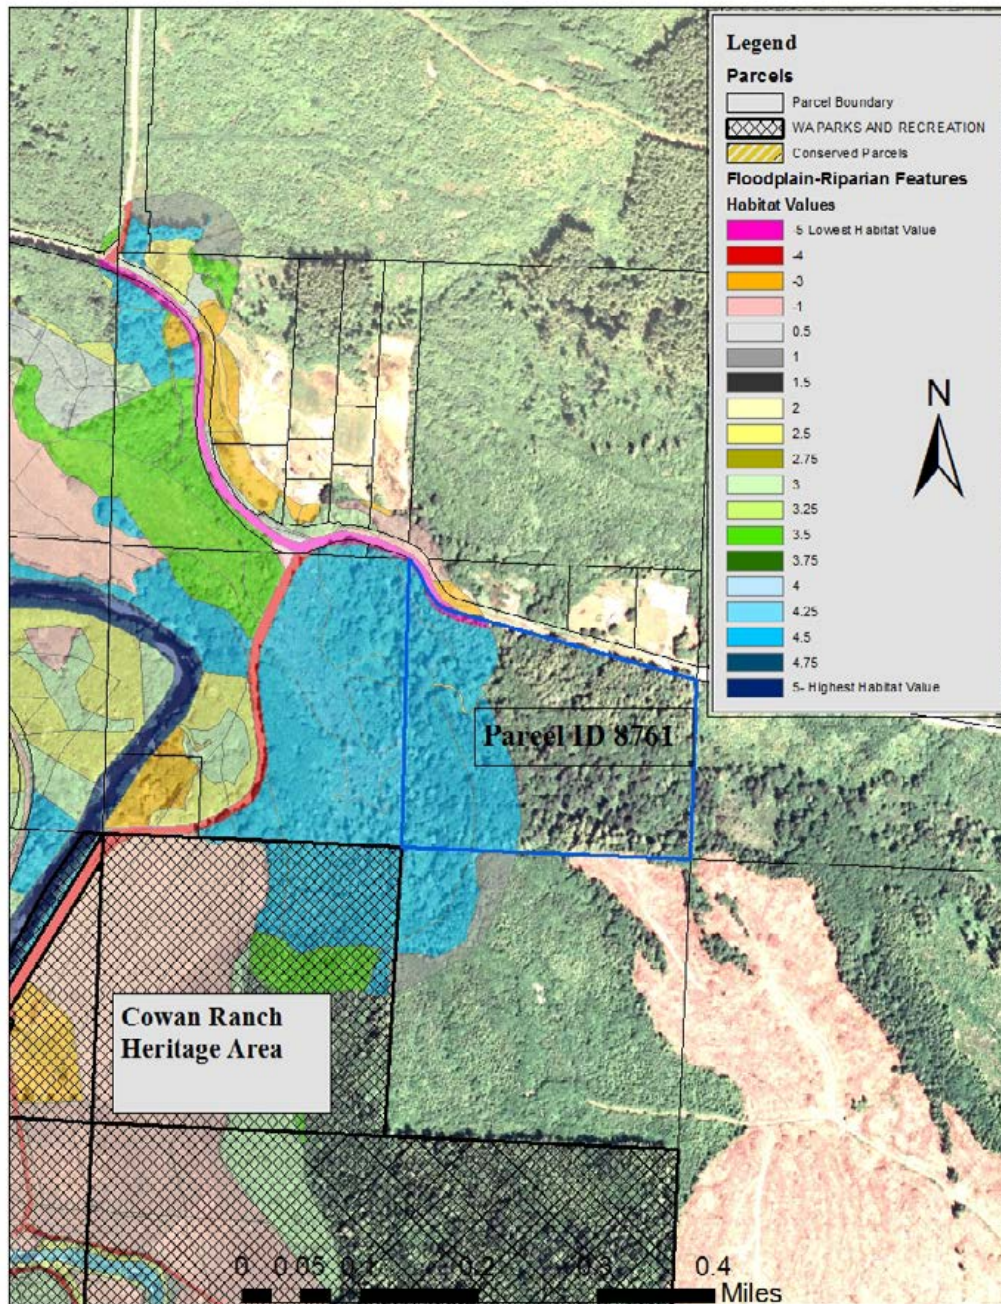 Legend
Parcels
Parcel Boundary
WA PARKS AND RECREATION
Conserved Parcels
Floodplain-Riparian Features
Habitat Values
-5 Lowest Habitat Value
-4
-3
-1
0.5
1
1.5
2
2.5
2.75
3
3.25
3.5
3.75
4
4.25
4.5
4.75
5- Highest Habitat Value
N
Parcel ID 8761
Cowan Ranch
Heritage Area
0 0.05 0.1 0.2 0.3 0.4
Miles